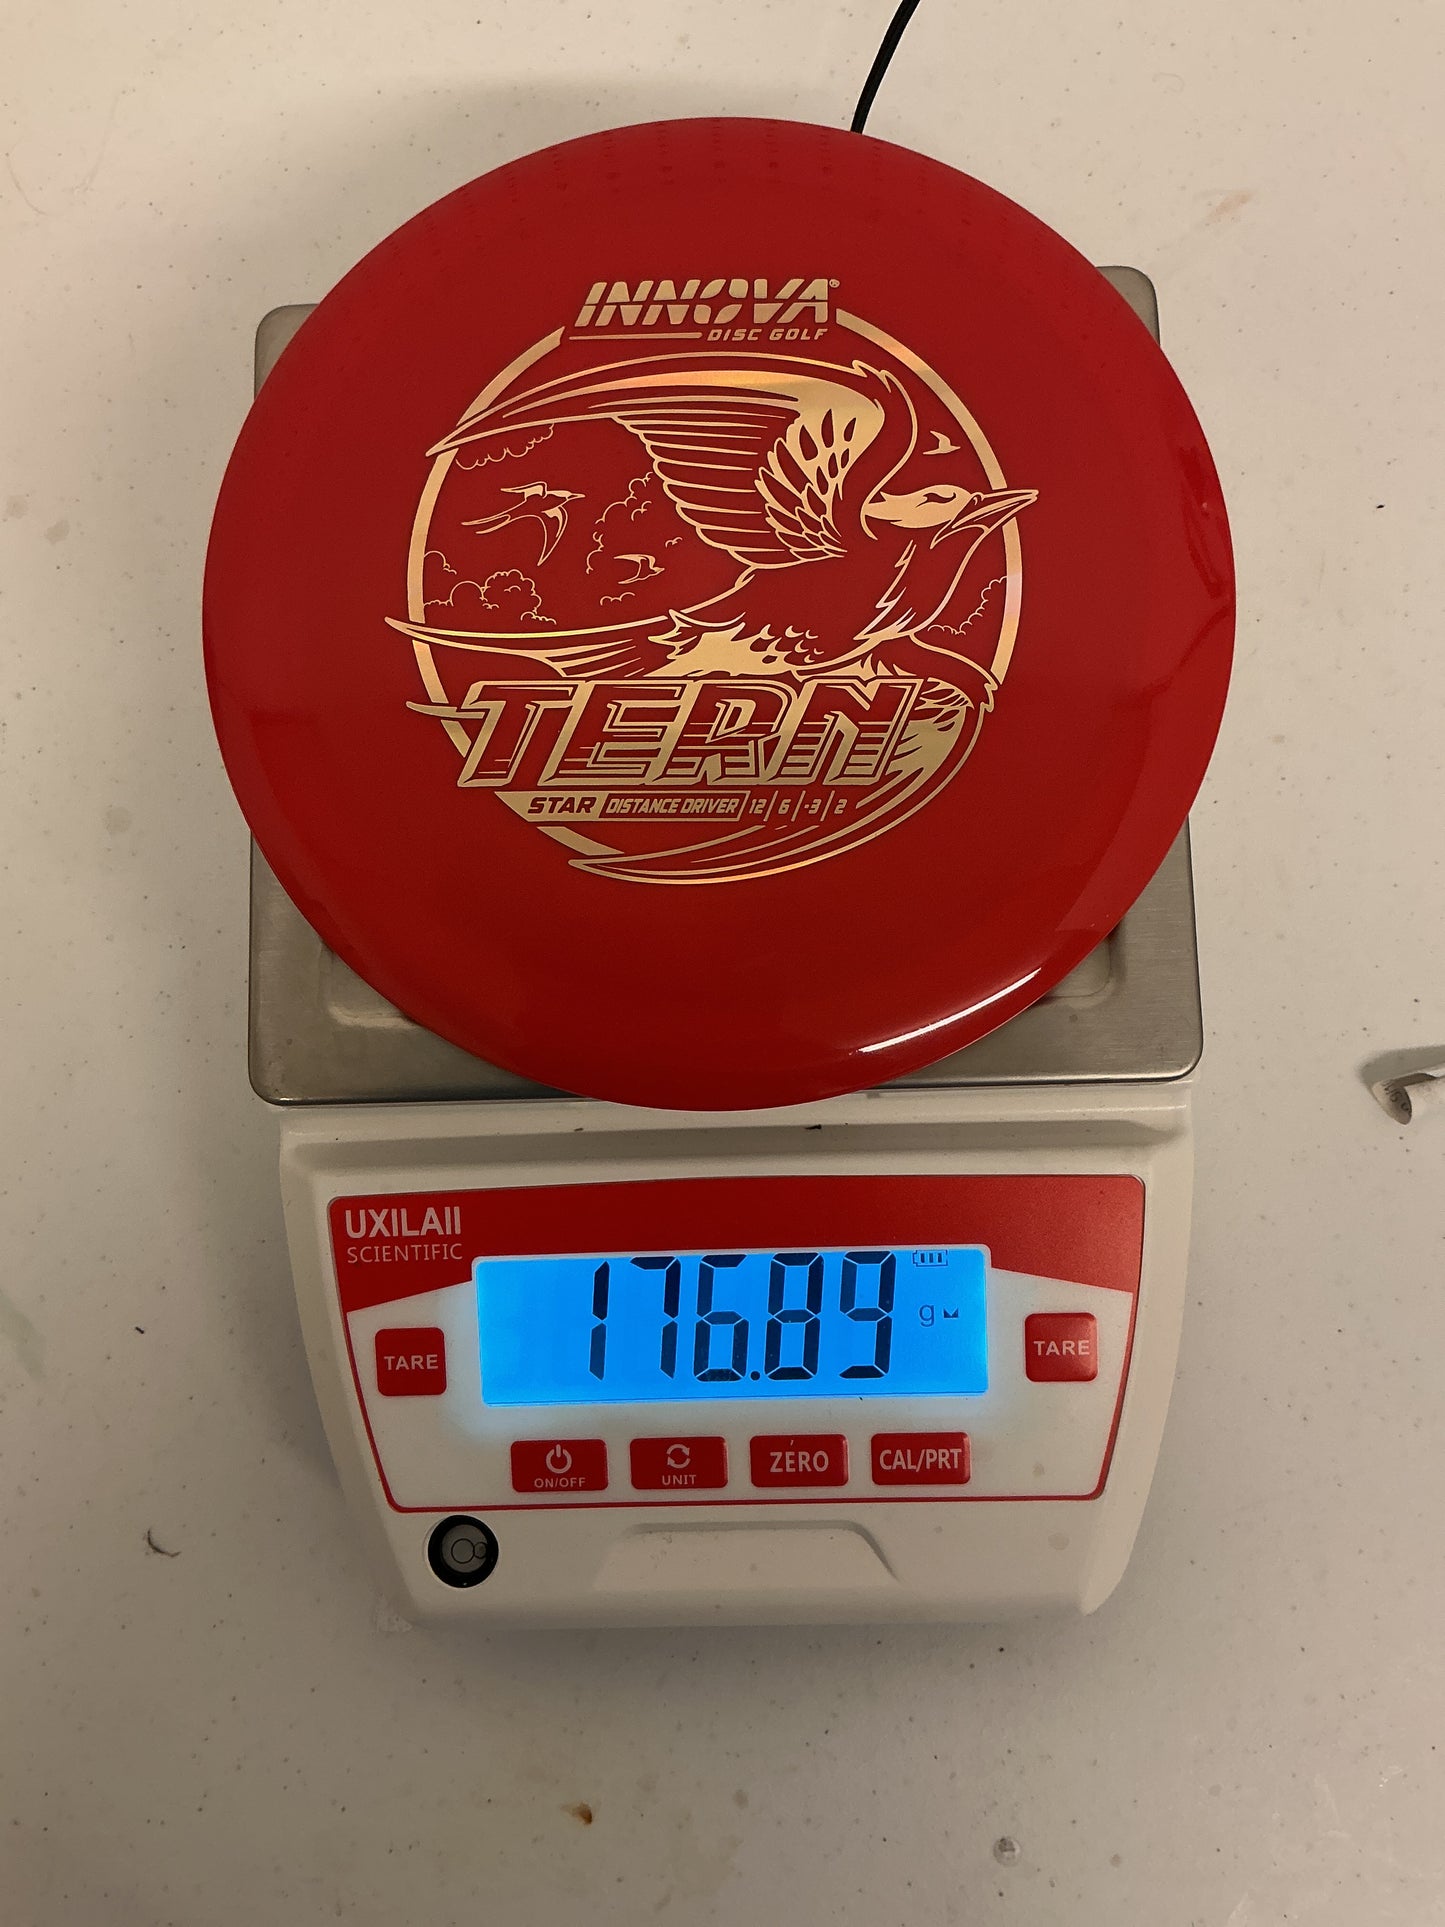 INNOVA®
DISC GOLF
TERN
STAR DISTANCE DRIVER 12 | 6 | -3 | 2
UXILAII
SCIENTIFIC
176.89 g
TARE
TARE
ON/OFF
UNIT
ZÉRO
CAL/PRT